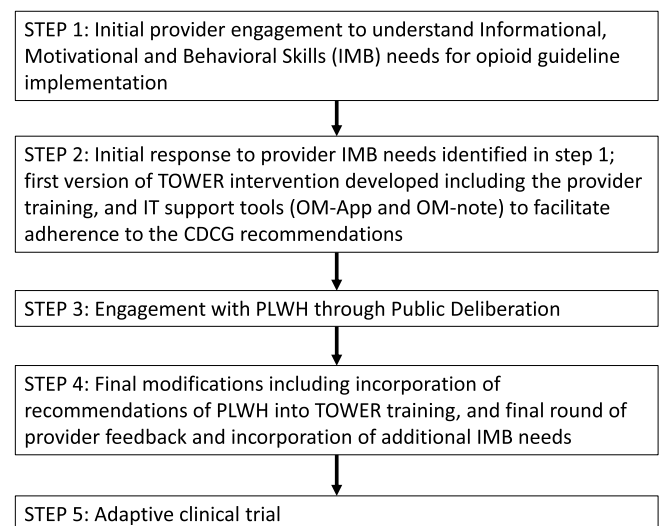 STEP 1: Initial provider engagement to understand Informational,
Motivational and Behavioral Skills (IMB) needs for opioid guideline
implementation
STEP 2: Initial response to provider IMB needs identified in step 1;
first version of TOWER intervention developed including the provider
training, and IT support tools (OM-App and OM-note) to facilitate
adherence to the CDCG recommendations
STEP 3: Engagement with PLWH through Public Deliberation
STEP 4: Final modifications including incorporation of
recommendations of PLWH into TOWER training, and final round of
provider feedback and incorporation of additional IMB needs
STEP 5: Adaptive clinical trial